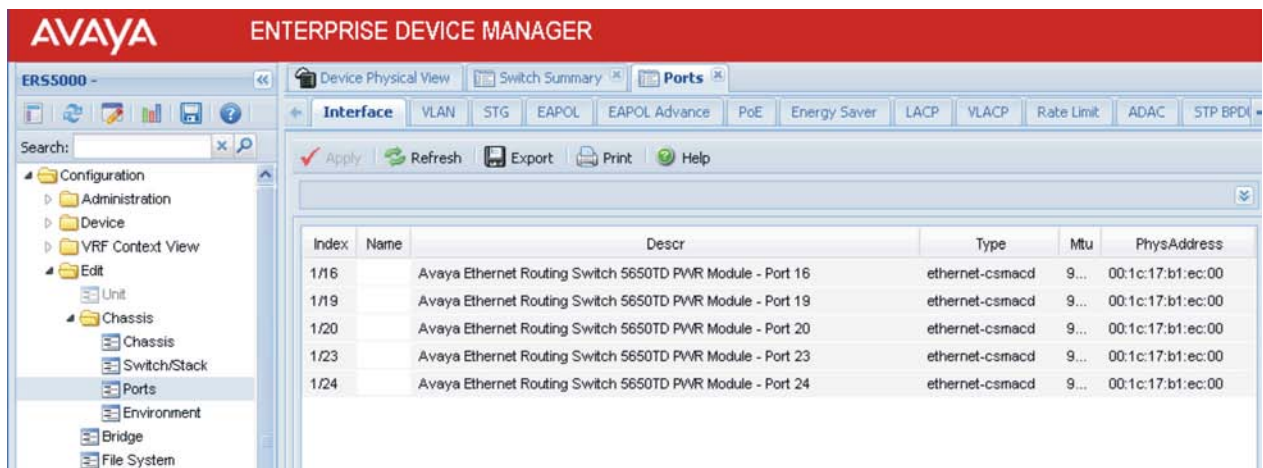 AVAYA ENTERPRISE DEVICE MANAGER
ERS5000 -
Device Physical View Switch Summary Ports
Interface VLAN STG EAPOL EAPOL Advance PoE Energy Saver LACP VLACP Rate Limit ADAC STP BPD
Search:
Apply Refresh Export Print Help
Configuration
Administration
Device
VRF Context View
Edit
Unit
Chassis
Chassis
Switch/Stack
Ports
Environment
Bridge
File System
Index Name Descr Type Mtu PhysAddress
1/16 Avaya Ethernet Routing Switch 5650TD PWR Module - Port 16 ethernet-csmacd 9... 00:1c:17:b1:ec:00
1/19 Avaya Ethernet Routing Switch 5650TD PWR Module - Port 19 ethernet-csmacd 9... 00:1c:17:b1:ec:00
1/20 Avaya Ethernet Routing Switch 5650TD PWR Module - Port 20 ethernet-csmacd 9... 00:1c:17:b1:ec:00
1/23 Avaya Ethernet Routing Switch 5650TD PWR Module - Port 23 ethernet-csmacd 9... 00:1c:17:b1:ec:00
1/24 Avaya Ethernet Routing Switch 5650TD PWR Module - Port 24 ethernet-csmacd 9... 00:1c:17:b1:ec:00